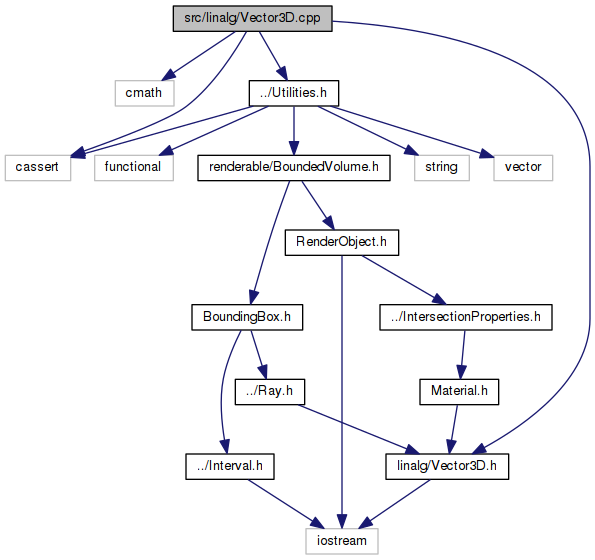 src/linalg/Vector3D.cpp
cmath
../Utilities.h
cassert
functional
renderable/BoundedVolume.h
string
vector
RenderObject.h
BoundingBox.h
../IntersectionProperties.h
../Ray.h
Material.h
../Interval.h
linalg/Vector3D.h
iostream